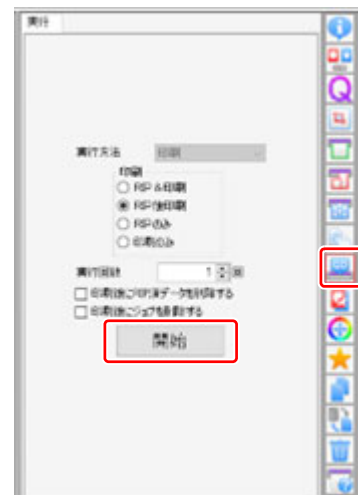 実行
実行方法 印刷
印刷
RIP & 印刷
RIP後印刷
RIPのみ
印刷のみ
実行回数 1 回
印刷後にRIP済データを削除する
印刷後にジョブを削除する
開始